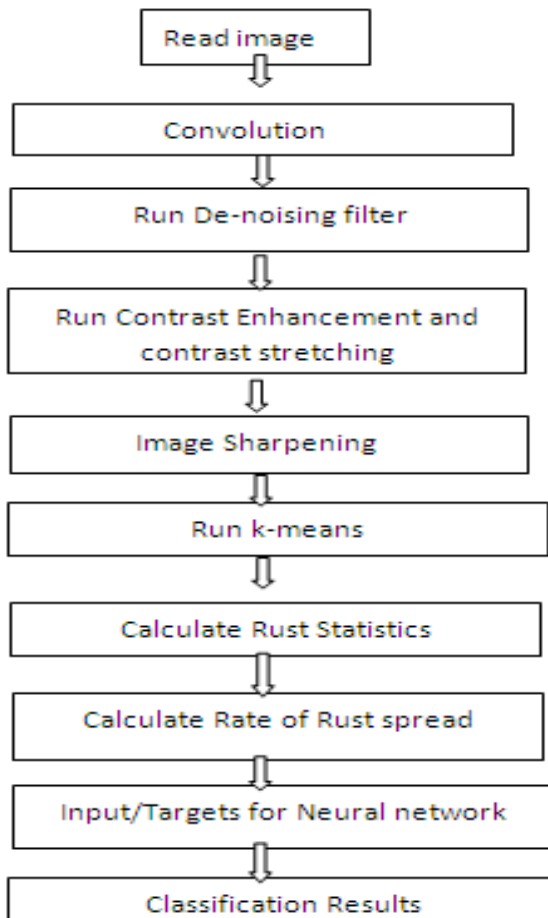 Read image
Convolution
Run De-noising filter
Run Contrast Enhancement and
contrast stretching
Image Sharpening
Run k-means
Calculate Rust Statistics
Calculate Rate of Rust spread
Input/Targets for Neural network
Classification Results